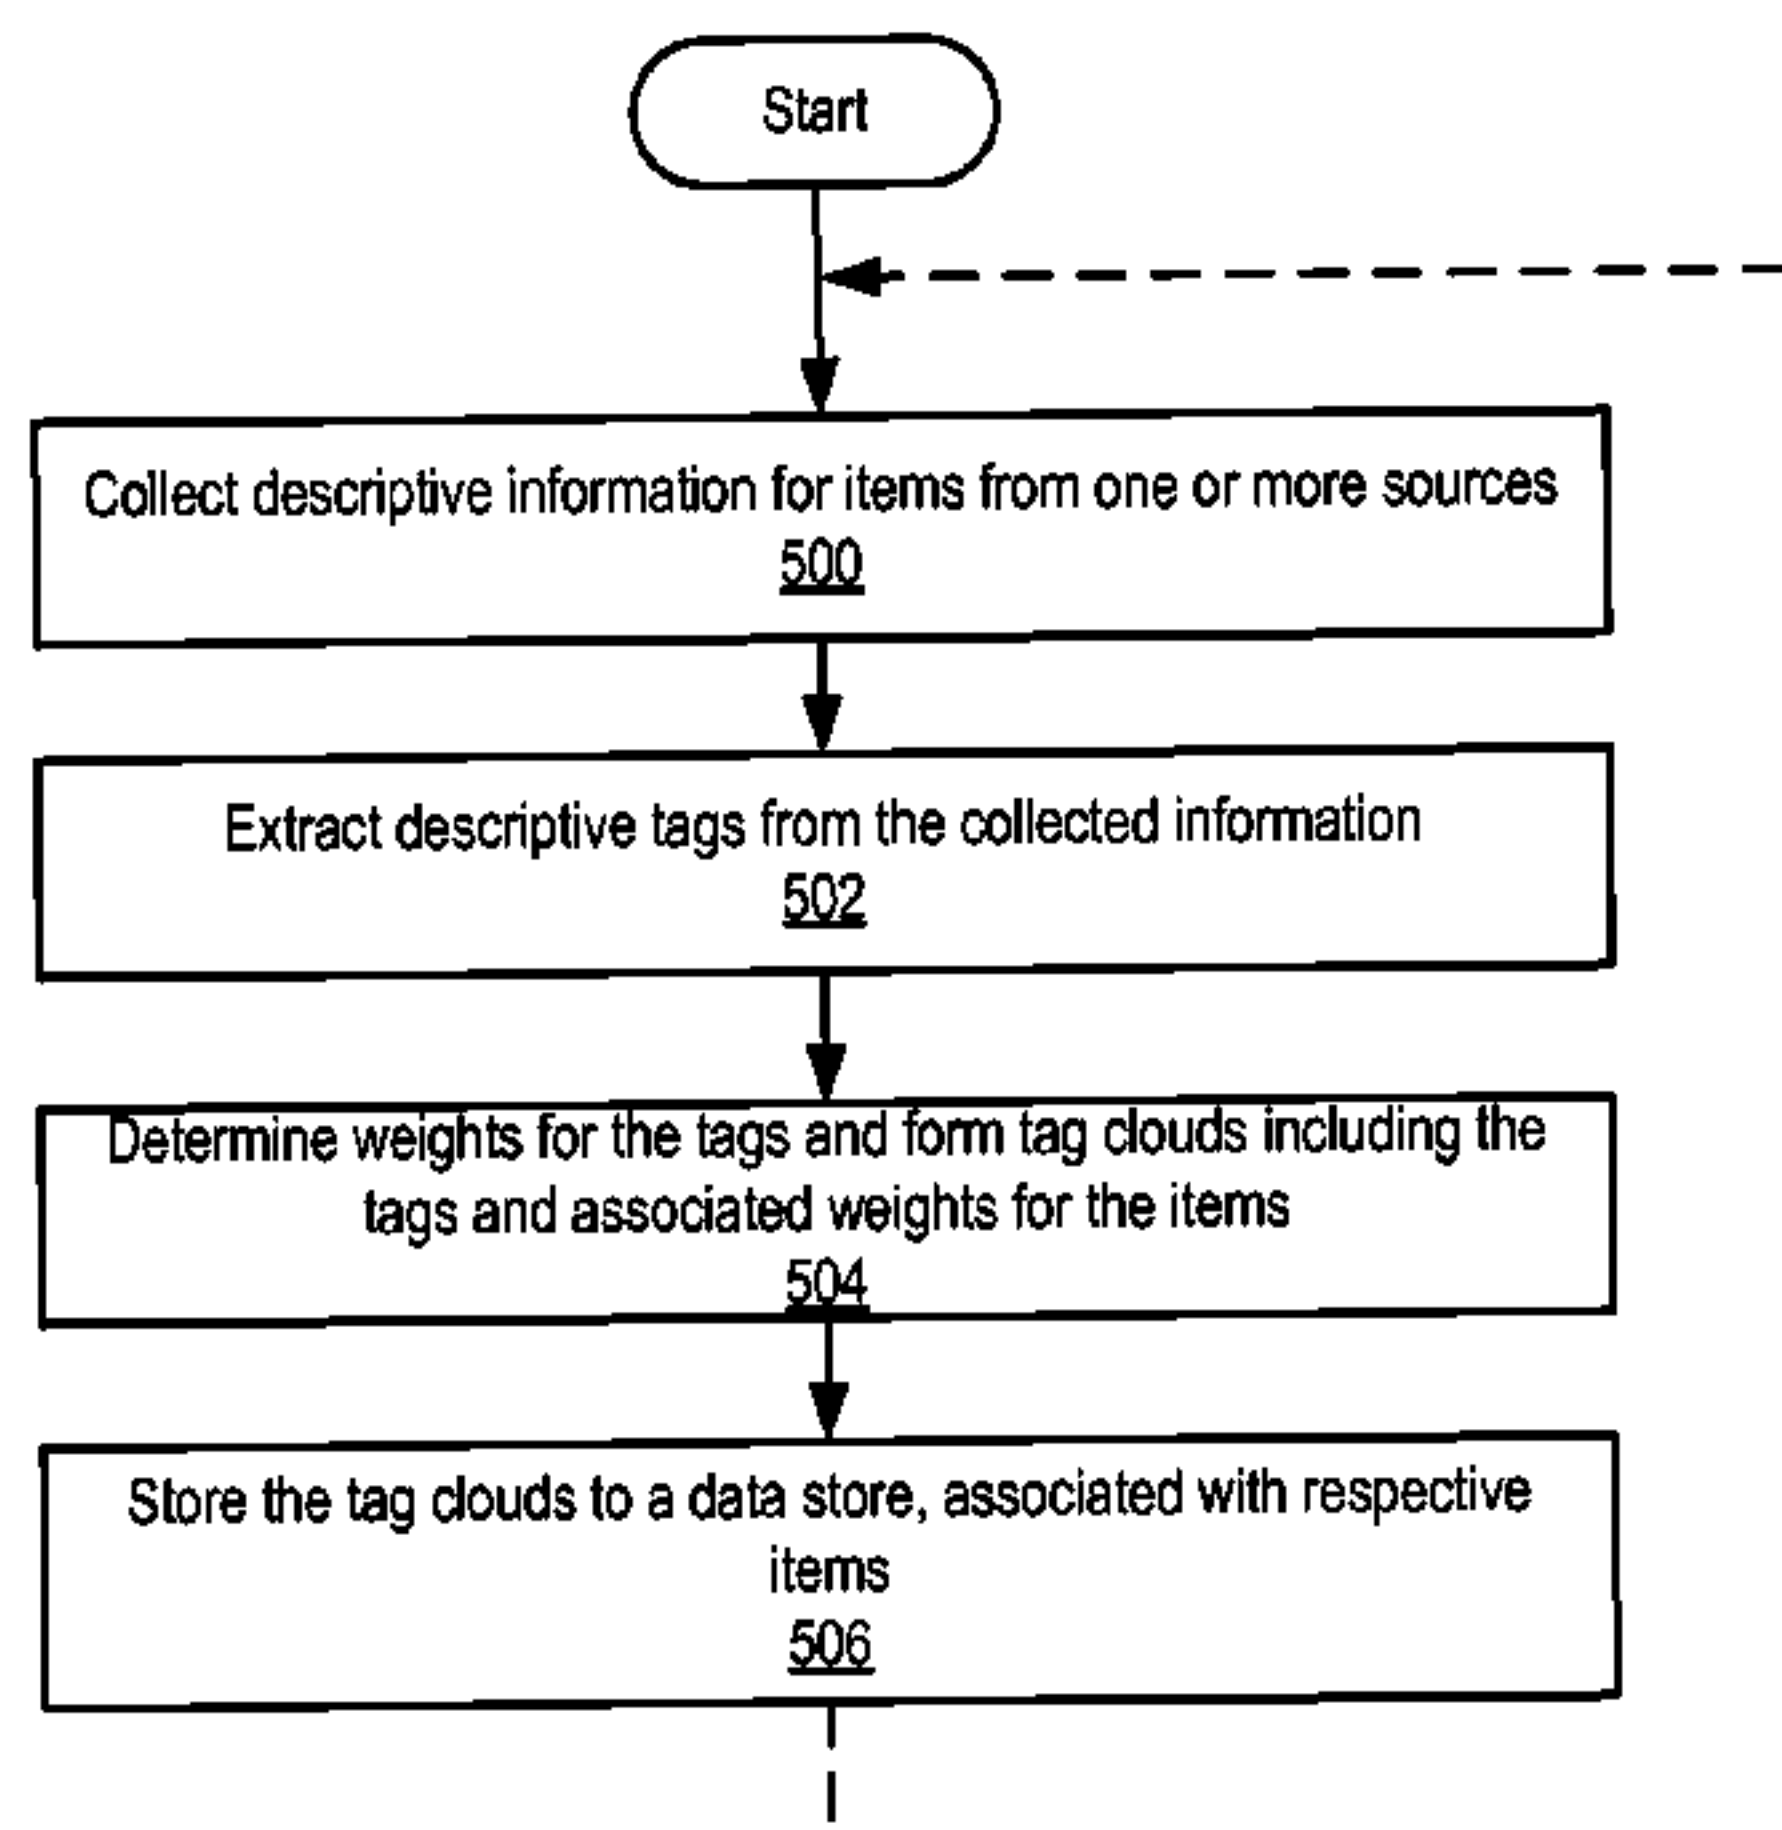 Start
Collect descriptive information for items from one or more sources
500
Extract descriptive tags from the collected information
502
Determine weights for the tags and form tag clouds including the
tags and associated weights for the items
504
Store the tag clouds to a data store, associated with respective
items
506